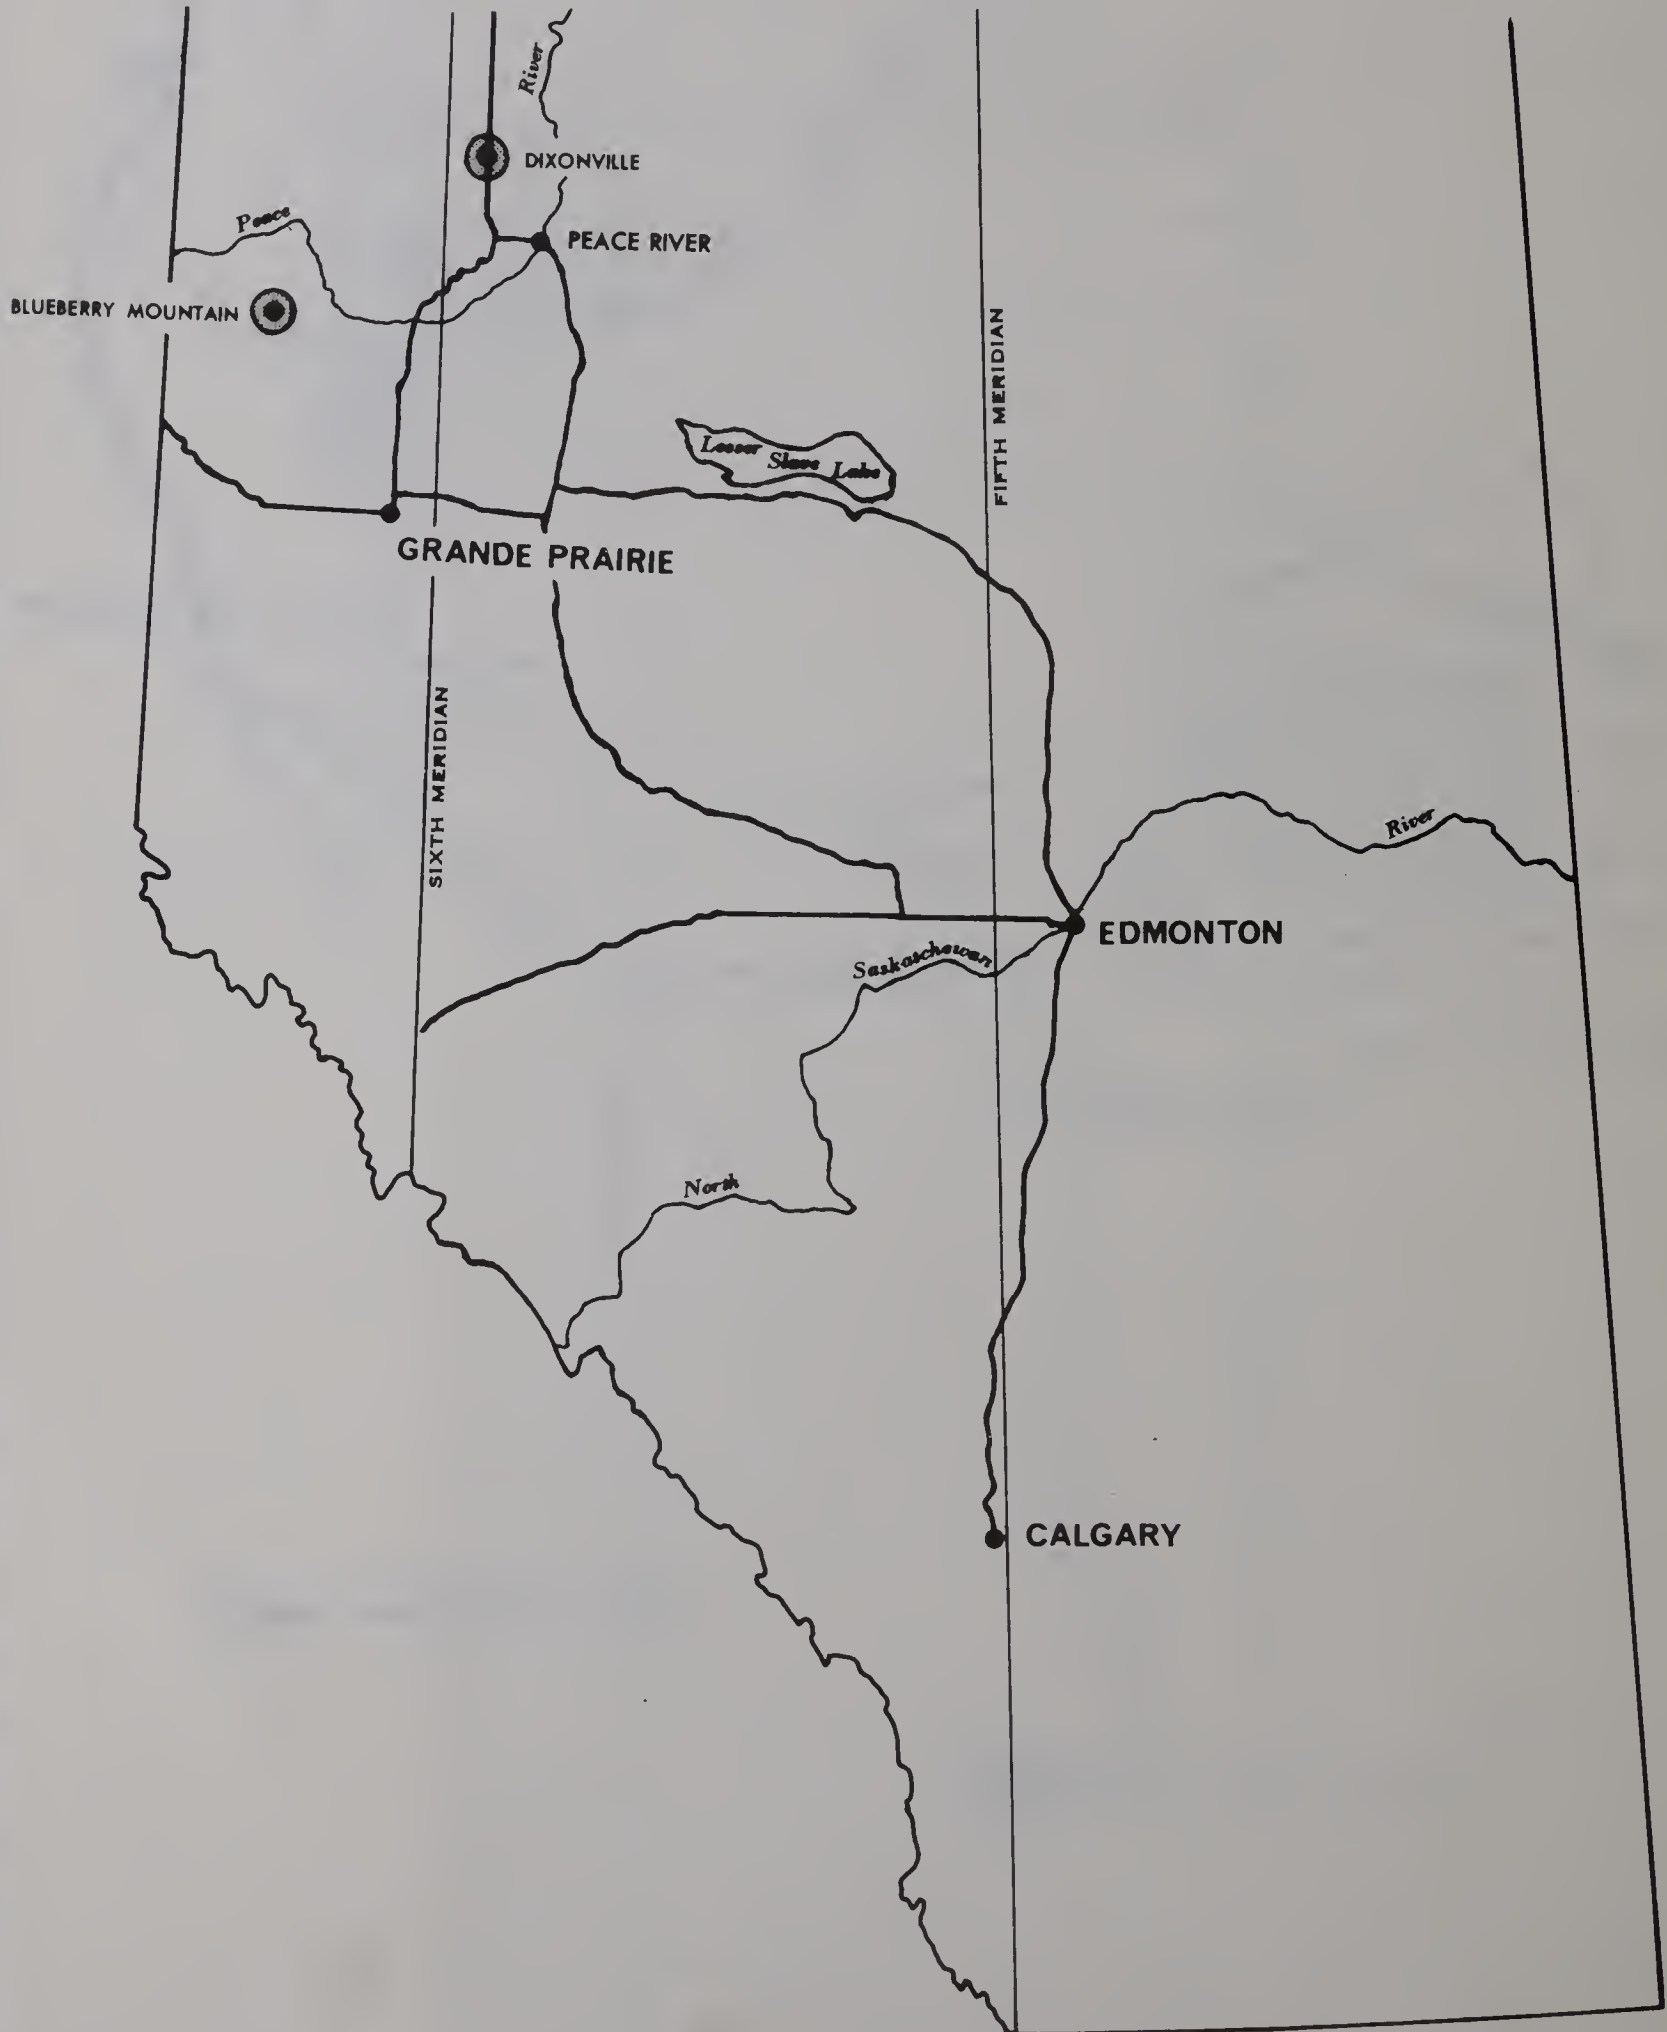 River
DIXONVILLE
Peace
PEACE RIVER
BLUEBERRY MOUNTAIN
FIFTH MERIDIAN
Lesser Slave Lake
GRANDE PRAIRIE
SIXTH MERIDIAN
River
EDMONTON
Saskatchewan
North
CALGARY